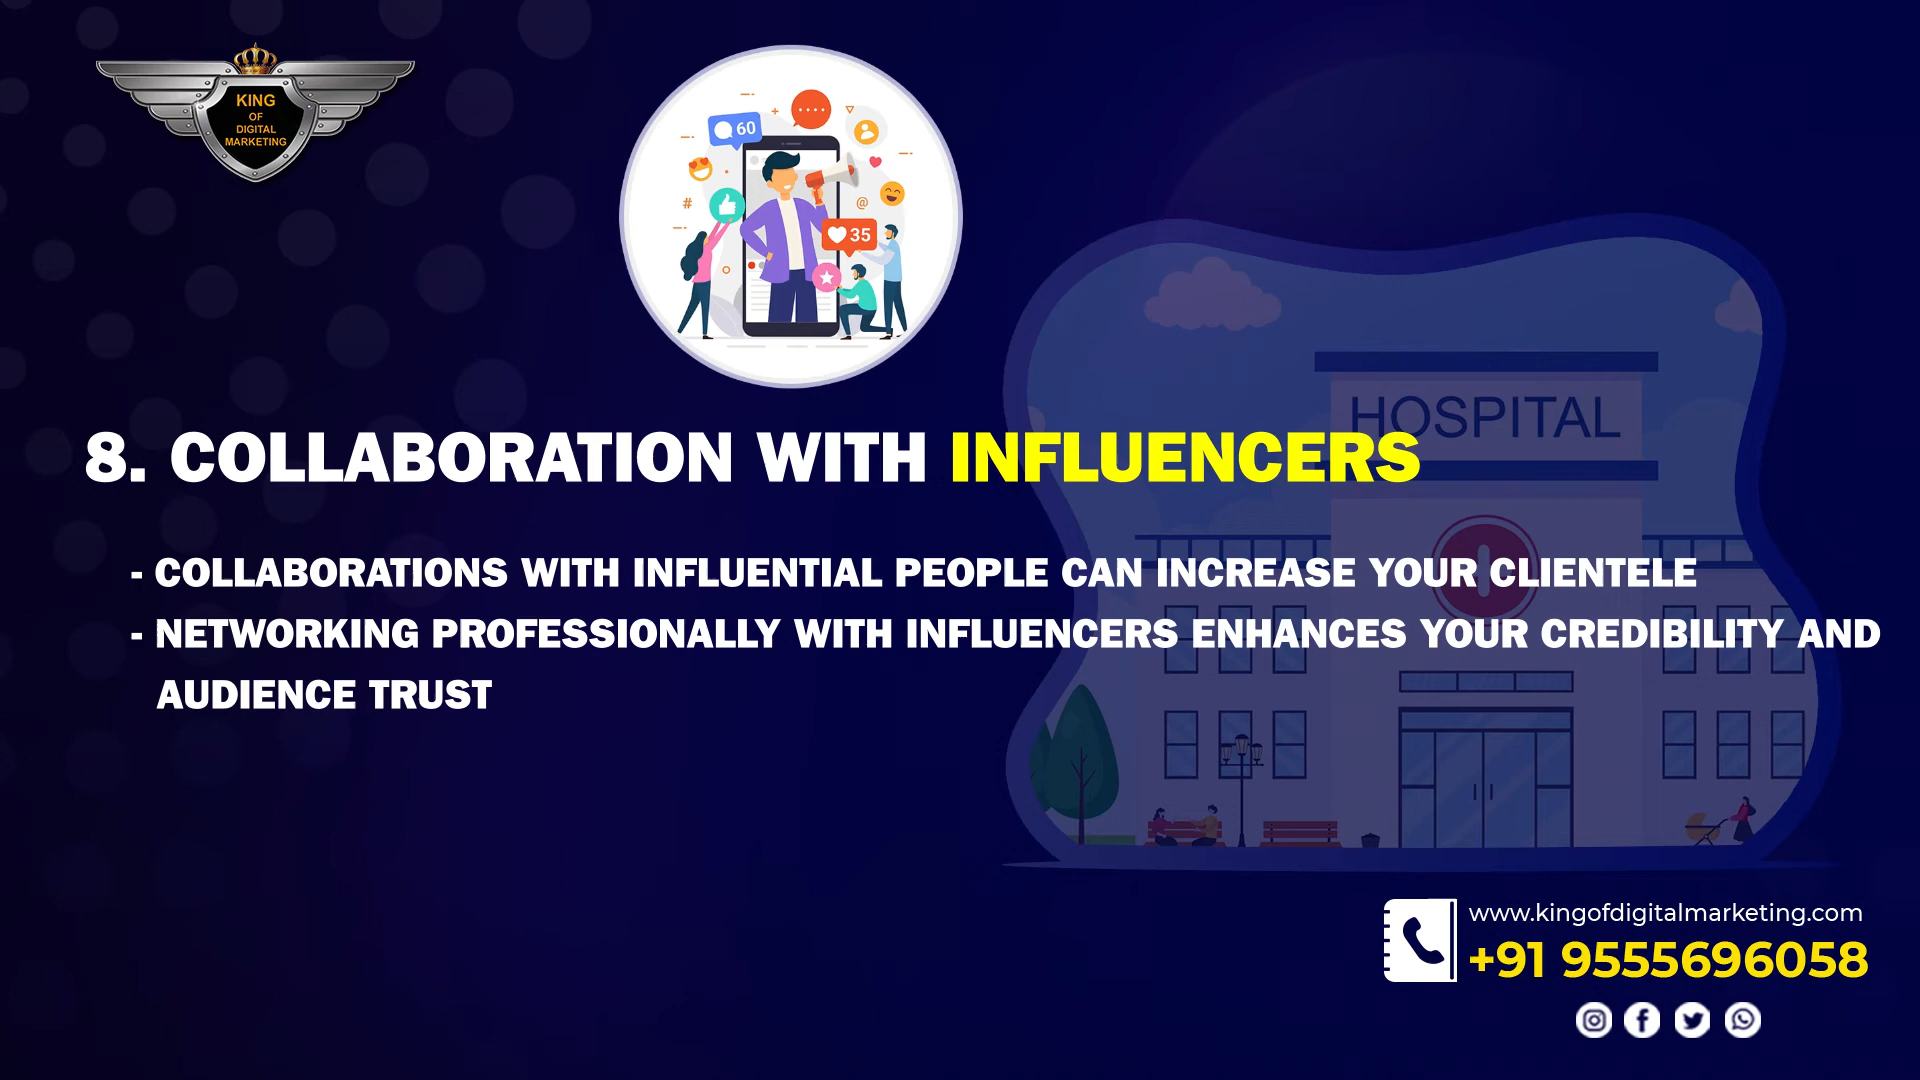 KING
OF
DIGITAL
MARKETING
60
35
#
@
HOSPITAL
8. COLLABORATION WITH INFLUENCERS
- COLLABORATIONS WITH INFLUENTIAL PEOPLE CAN INCREASE YOUR CLIENTELE
- NETWORKING PROFESSIONALLY WITH INFLUENCERS ENHANCES YOUR CREDIBILITY AND
AUDIENCE TRUST
www.kingofdigitalmarketing.com
+91 9555696058